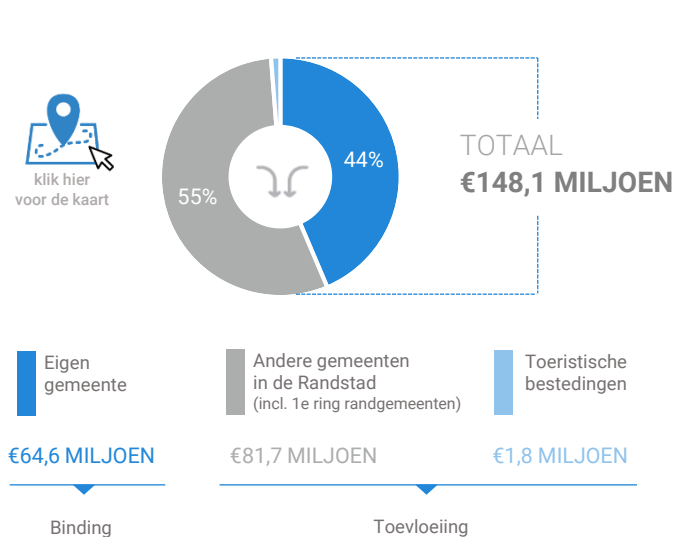 44%
55%
klik hier
voor de kaart
TOTAAL
€148,1 MILJOEN
Eigen
gemeente
Andere gemeenten
in de Randstad
(incl. 1e ring randgemeenten)
Toeristische
bestedingen
€64,6 MILJOEN
€81,7 MILJOEN
€1,8 MILJOEN
Binding
Toevloeiing